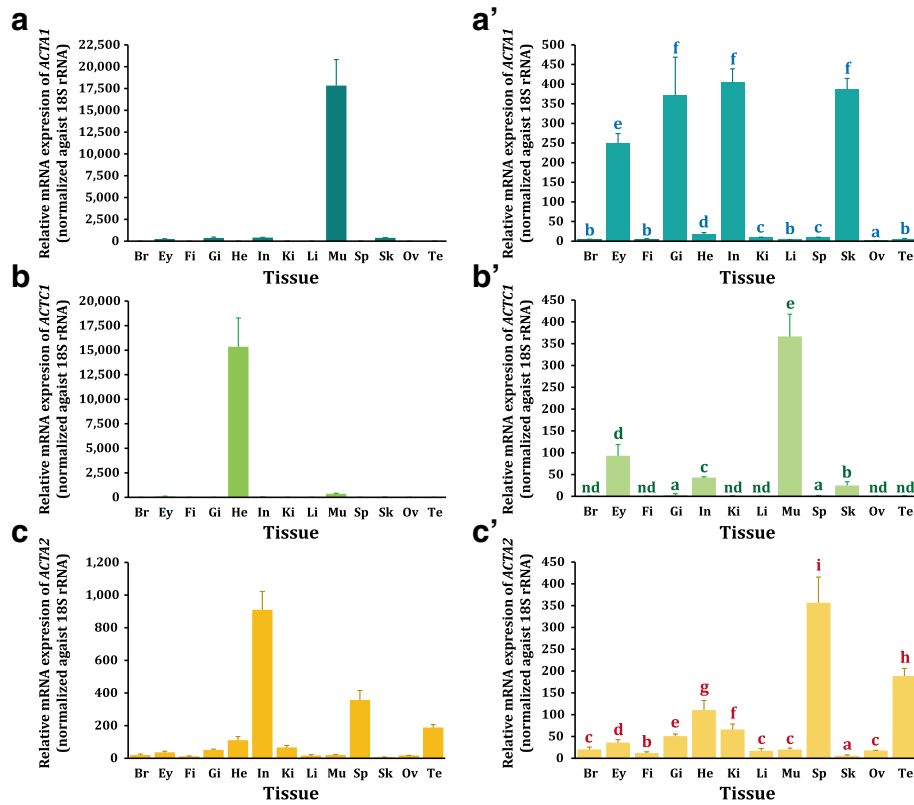 a
Relative mRNA expresion of ACTA1
(normalized agaist 18S rRNA)
22,500
20,000
17,500
15,000
12,500
10,000
7,500
5,000
2,500
0
Br Ey Fi Gi He In Ki Li Mu Sp Sk Ov Te
Tissue
a'
Relative mRNA expresion of ACTA1
(normalized agaist 18S rRNA)
500
450
400
350
300
250
200
150
100
50
0
b e b f d f c b c f a b
Br Ey Fi Gi He In Ki Li Sp Sk Ov Te
Tissue
b
Relative mRNA expresion of ACTC1
(normalized agaist 18S rRNA)
20,000
17,500
15,000
12,500
10,000
7,500
5,000
2,500
0
Br Ey Fi Gi He In Ki Li Mu Sp Sk Ov Te
Tissue
b'
Relative mRNA expresion of ACTC1
(normalized agaist 18S rRNA)
450
400
350
300
250
200
150
100
50
0
nd d nd a c nd nd e a b nd nd
Br Ey Fi Gi In Ki Li Mu Sp Sk Ov Te
Tissue
c
Relative mRNA expresion of ACTA2
(normalized agaist 18S rRNA)
1,200
1,000
800
600
400
200
0
Br Ey Fi Gi He In Ki Li Mu Sp Sk Ov Te
Tissue
c'
Relative mRNA expresion of ACTA2
(normalized agaist 18S rRNA)
450
400
350
300
250
200
150
100
50
0
c d b e g f c c i a c h
Br Ey Fi Gi He Ki Li Mu Sp Sk Ov Te
Tissue